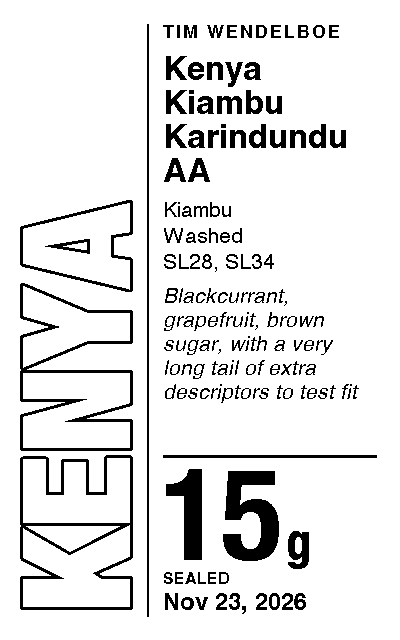 KENYA
TIM WENDELBOE
Kenya
Kiambu
Karindundu
AA
Kiambu
Washed
SL28, SL34
Blackcurrant,
grapefruit, brown
sugar, with a very
long tail of extra
descriptors to test fit
15g
SEALED
Nov 23, 2026